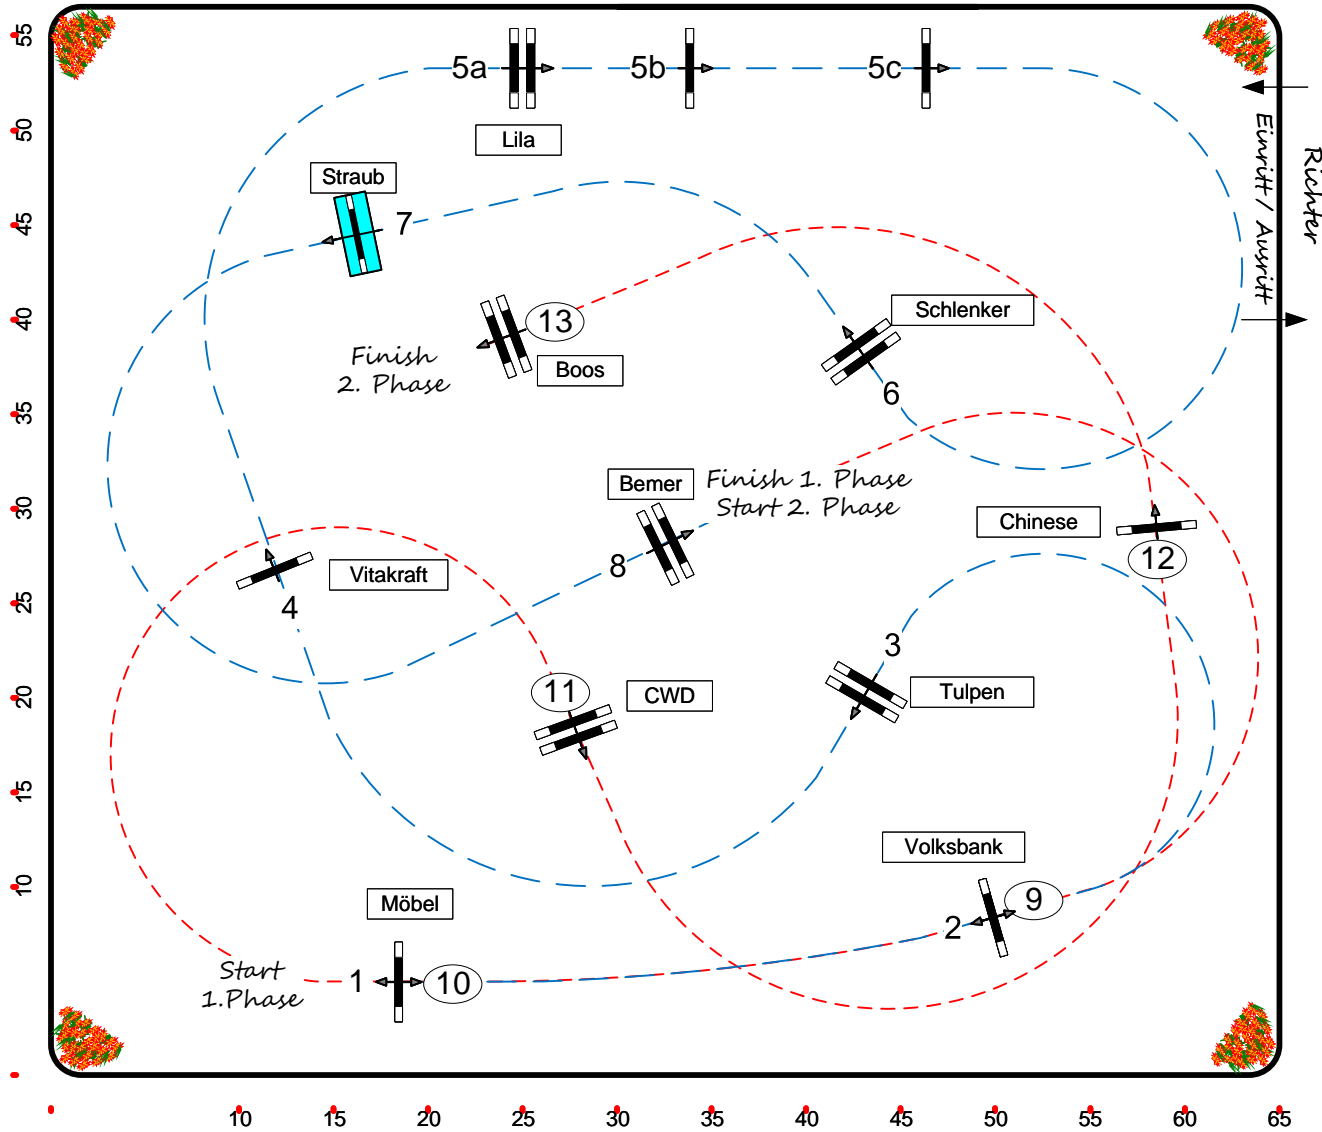 55
5a
5b
5c
50
Lila
Einritt / Ausritt
Richter
Straub
45
7
40
13
Schlenker
Finish
2. Phase
Boos
6
35
Bemer
Finish 1. Phase
Start 2. Phase
30
Chinese
12
8
Vitakraft
25
4
3
20
11
CWD
Tulpen
15
Volksbank
10
Möbel
9
2
Start
1.Phase
1
10
10
15
20
25
30
35
40
45
50
55
60
65